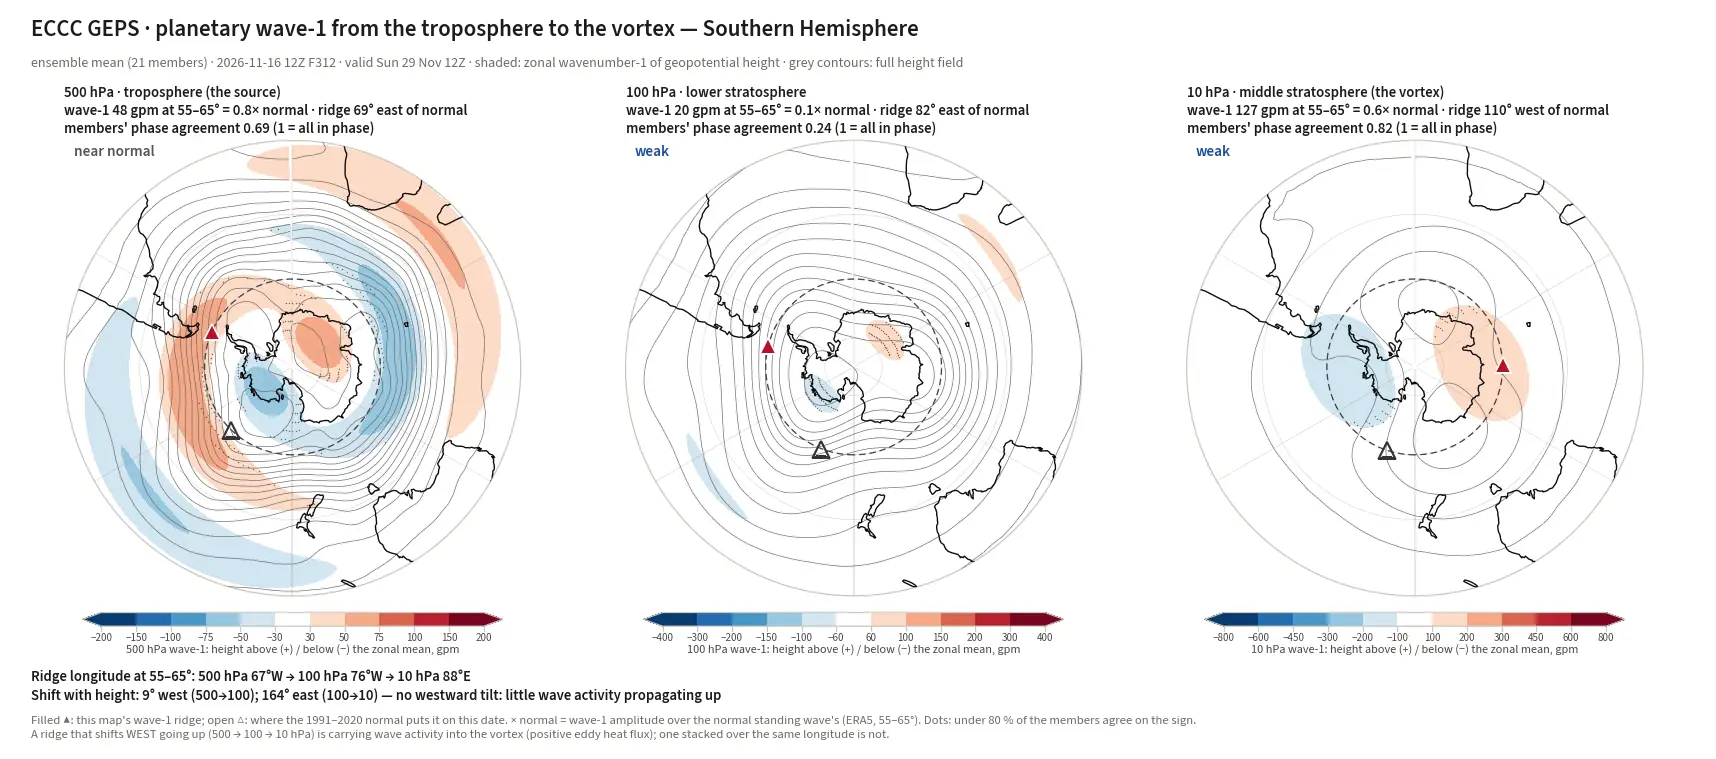 ECCC GEPS · planetary wave-1 from the troposphere to the vortex — Southern Hemisphere
ensemble mean (21 members) · 2026-11-16 12Z F312 · valid Sun 29 Nov 12Z · shaded: zonal wavenumber-1 of geopotential height · grey contours: full height field
500 hPa · troposphere (the source)
wave-1 48 gpm at 55–65° = 0.8× normal · ridge 69° east of normal
members' phase agreement 0.69 (1 = all in phase)
near normal
100 hPa · lower stratosphere
wave-1 20 gpm at 55–65° = 0.1× normal · ridge 82° east of normal
members' phase agreement 0.24 (1 = all in phase)
weak
10 hPa · middle stratosphere (the vortex)
wave-1 127 gpm at 55–65° = 0.6× normal · ridge 110° west of normal
members' phase agreement 0.82 (1 = all in phase)
weak
−200 −150 −100 −75 −50 −30 30 50 75 100 150 200
500 hPa wave-1: height above (+) / below (−) the zonal mean, gpm
−400 −300 −200 −150 −100 −60 60 100 150 200 300 400
100 hPa wave-1: height above (+) / below (−) the zonal mean, gpm
−800 −600 −450 −300 −200 −100 100 200 300 450 600 800
10 hPa wave-1: height above (+) / below (−) the zonal mean, gpm
Ridge longitude at 55–65°: 500 hPa 67°W → 100 hPa 76°W → 10 hPa 88°E
Shift with height: 9° west (500→100); 164° east (100→10) — no westward tilt: little wave activity propagating up
Filled ▲: this map's wave-1 ridge; open △: where the 1991–2020 normal puts it on this date. × normal = wave-1 amplitude over the normal standing wave's (ERA5, 55–65°). Dots: under 80 % of the members agree on the sign.
A ridge that shifts WEST going up (500 → 100 → 10 hPa) is carrying wave activity into the vortex (positive eddy heat flux); one stacked over the same longitude is not.